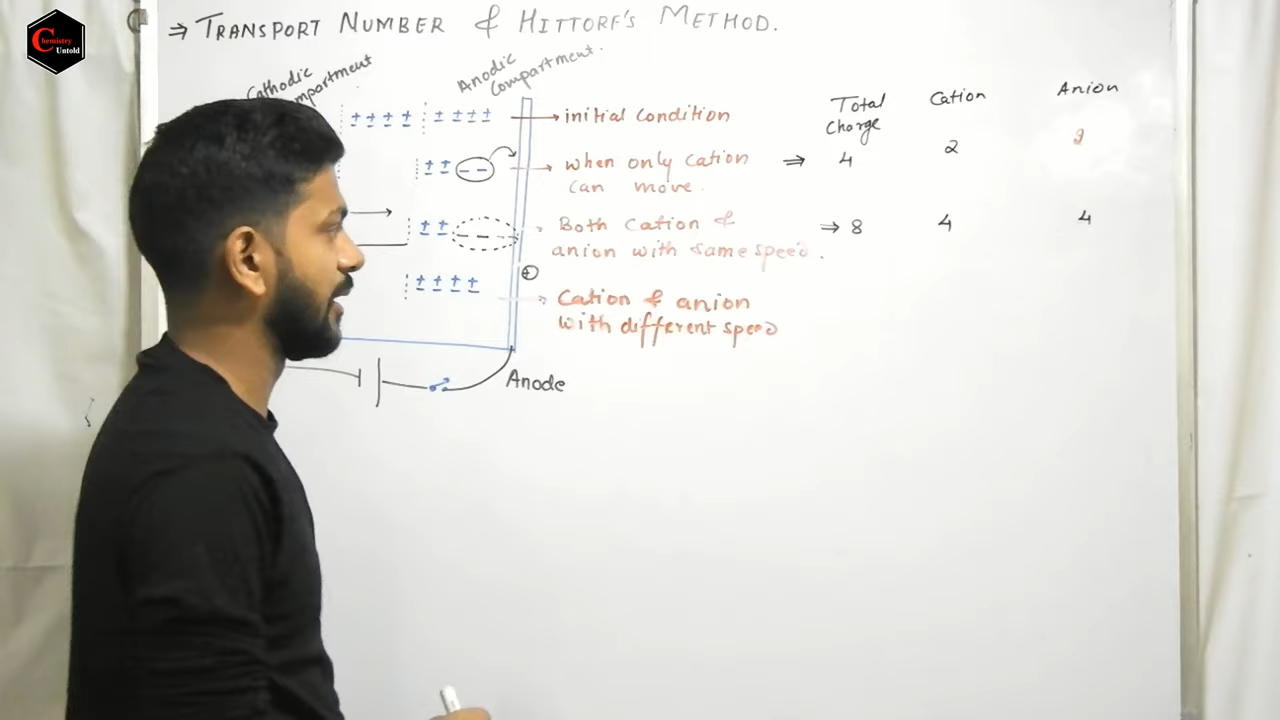 Chemistry
Untold
⇒ TRANSPORT NUMBER & HITTORF'S METHOD.
Cathodic
Anodic
Compartment.
Total
Charge
Cation
Anion
± ± ± ± ± ± ± ± → initial condition
± ± - - → when only cation
can move. ⇒ 4 2 2
± ± - - - → Both Cation &
anion with same speed. ⇒ 8 4 4
+
± ± ± ± → Cation & anion
with different speed
Anode